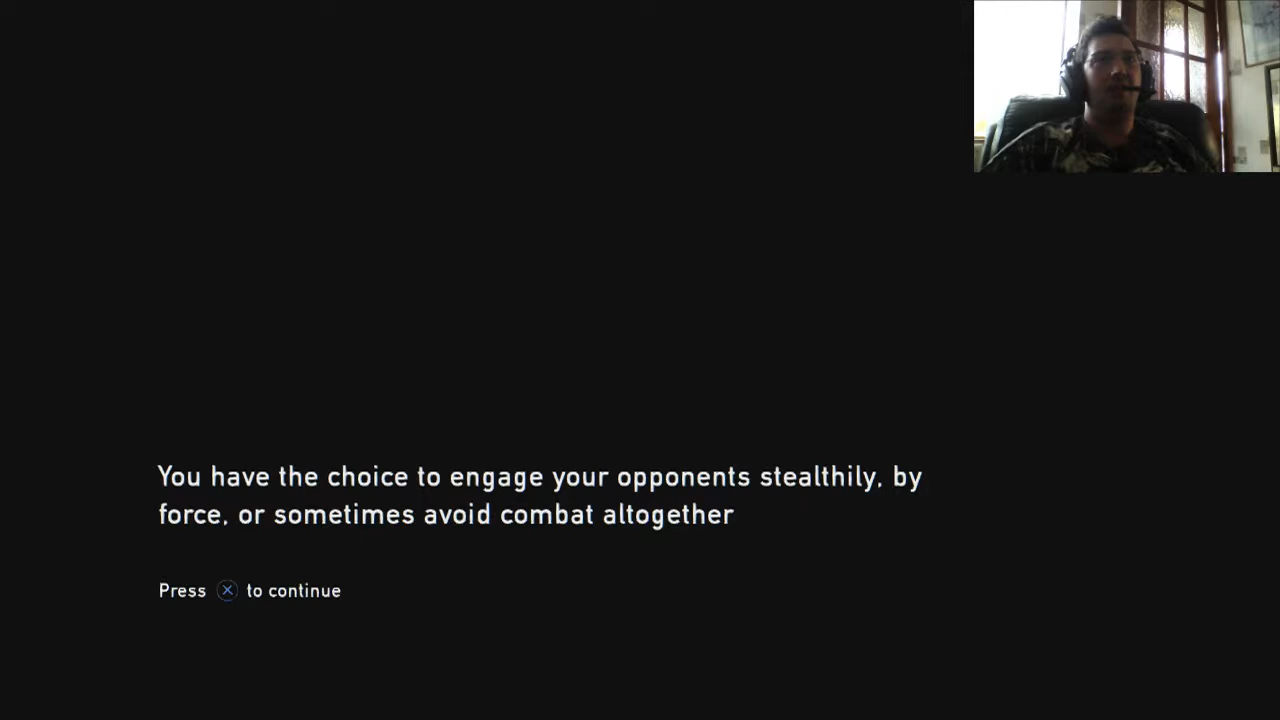 You have the choice to engage your opponents stealthily, by
force, or sometimes avoid combat altogether
Press ⓧ to continue